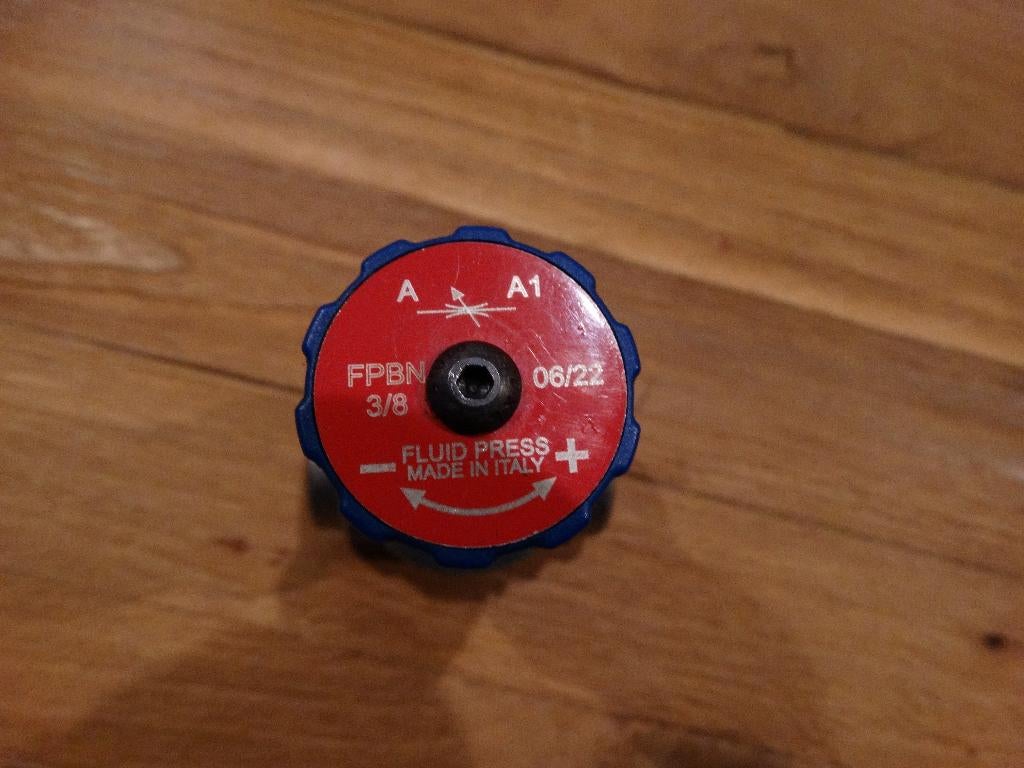 A A1
FPBN 06/22
3/8
FLUID PRESS
- MADE IN ITALY +